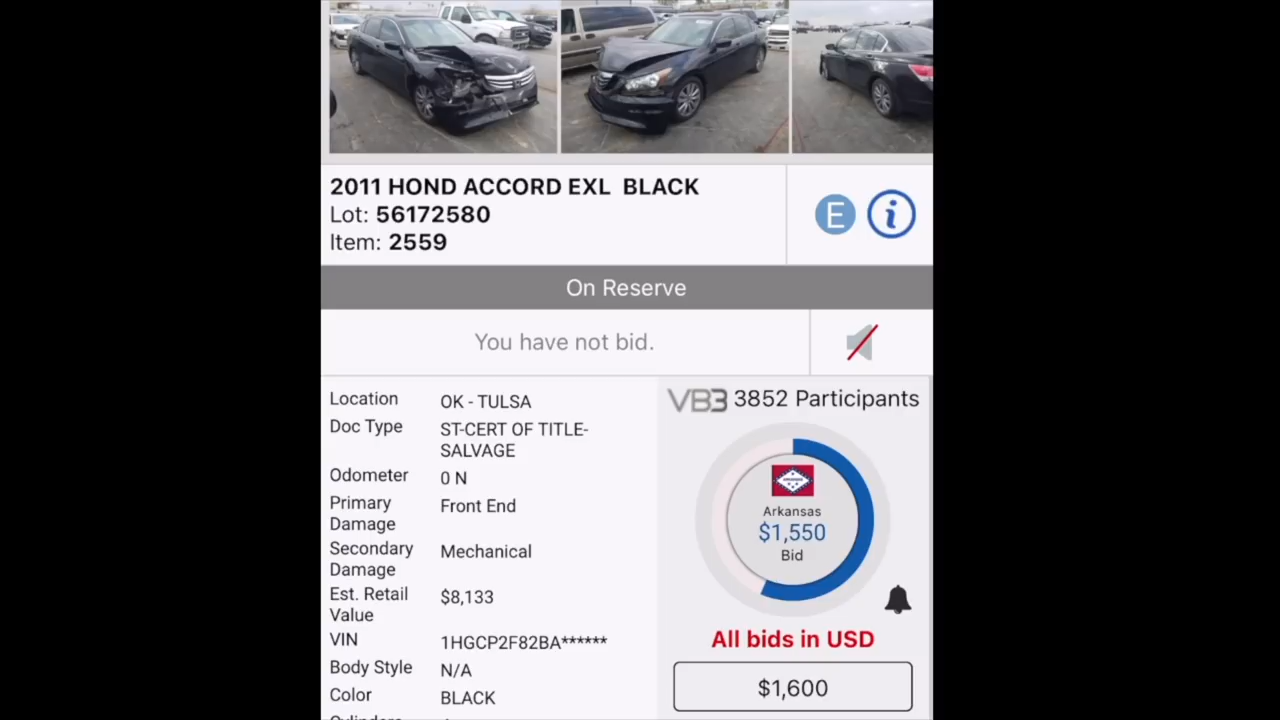 2011 HOND ACCORD EXL BLACK
Lot: 56172580
Item: 2559
E i
On Reserve
You have not bid.
Location OK - TULSA
Doc Type ST-CERT OF TITLE-
SALVAGE
Odometer 0 N
Primary
Damage Front End
Secondary
Damage Mechanical
Est. Retail
Value $8,133
VIN 1HGCP2F82BA******
Body Style N/A
Color BLACK
Cylinders
VB3 3852 Participants
ARKANSAS
Arkansas
$1,550
Bid
All bids in USD
$1,600